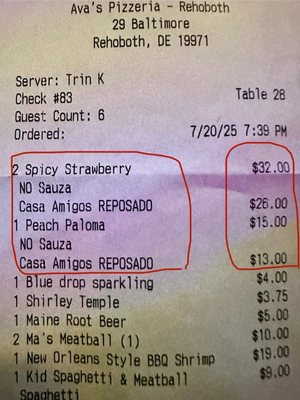 Ava's Pizzeria - Rehoboth
29 Baltimore
Rehoboth, DE 19971
Server: Trin K
Check #83 Table 28
Guest Count: 6
Ordered: 7/20/25 7:39 PM
2 Spicy Strawberry $32.00
NO Sauza
Casa Amigos REPOSADO $26.00
1 Peach Paloma $15.00
NO Sauza
Casa Amigos REPOSADO $13.00
1 Blue drop sparkling $4.00
1 Shirley Temple $3.75
1 Maine Root Beer $5.00
2 Ma's Meatball (1) $10.00
1 New Orleans Style BBQ Shrimp $19.00
1 Kid Spaghetti & Meatball $9.00
Spaghetti